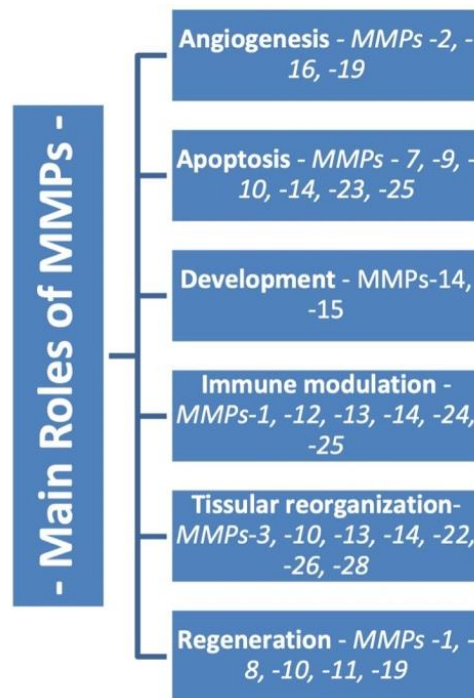 - Main Roles of MMPs -
Angiogenesis - MMPs -2, -
16, -19
Apoptosis - MMPs - 7, -9, -
10, -14, -23, -25
Development - MMPs-14,
-15
Immune modulation -
MMPs-1, -12, -13, -14, -24,
-25
Tissular reorganization-
MMPs-3, -10, -13, -14, -22,
-26, -28
Regeneration - MMPs -1, -
8, -10, -11, -19